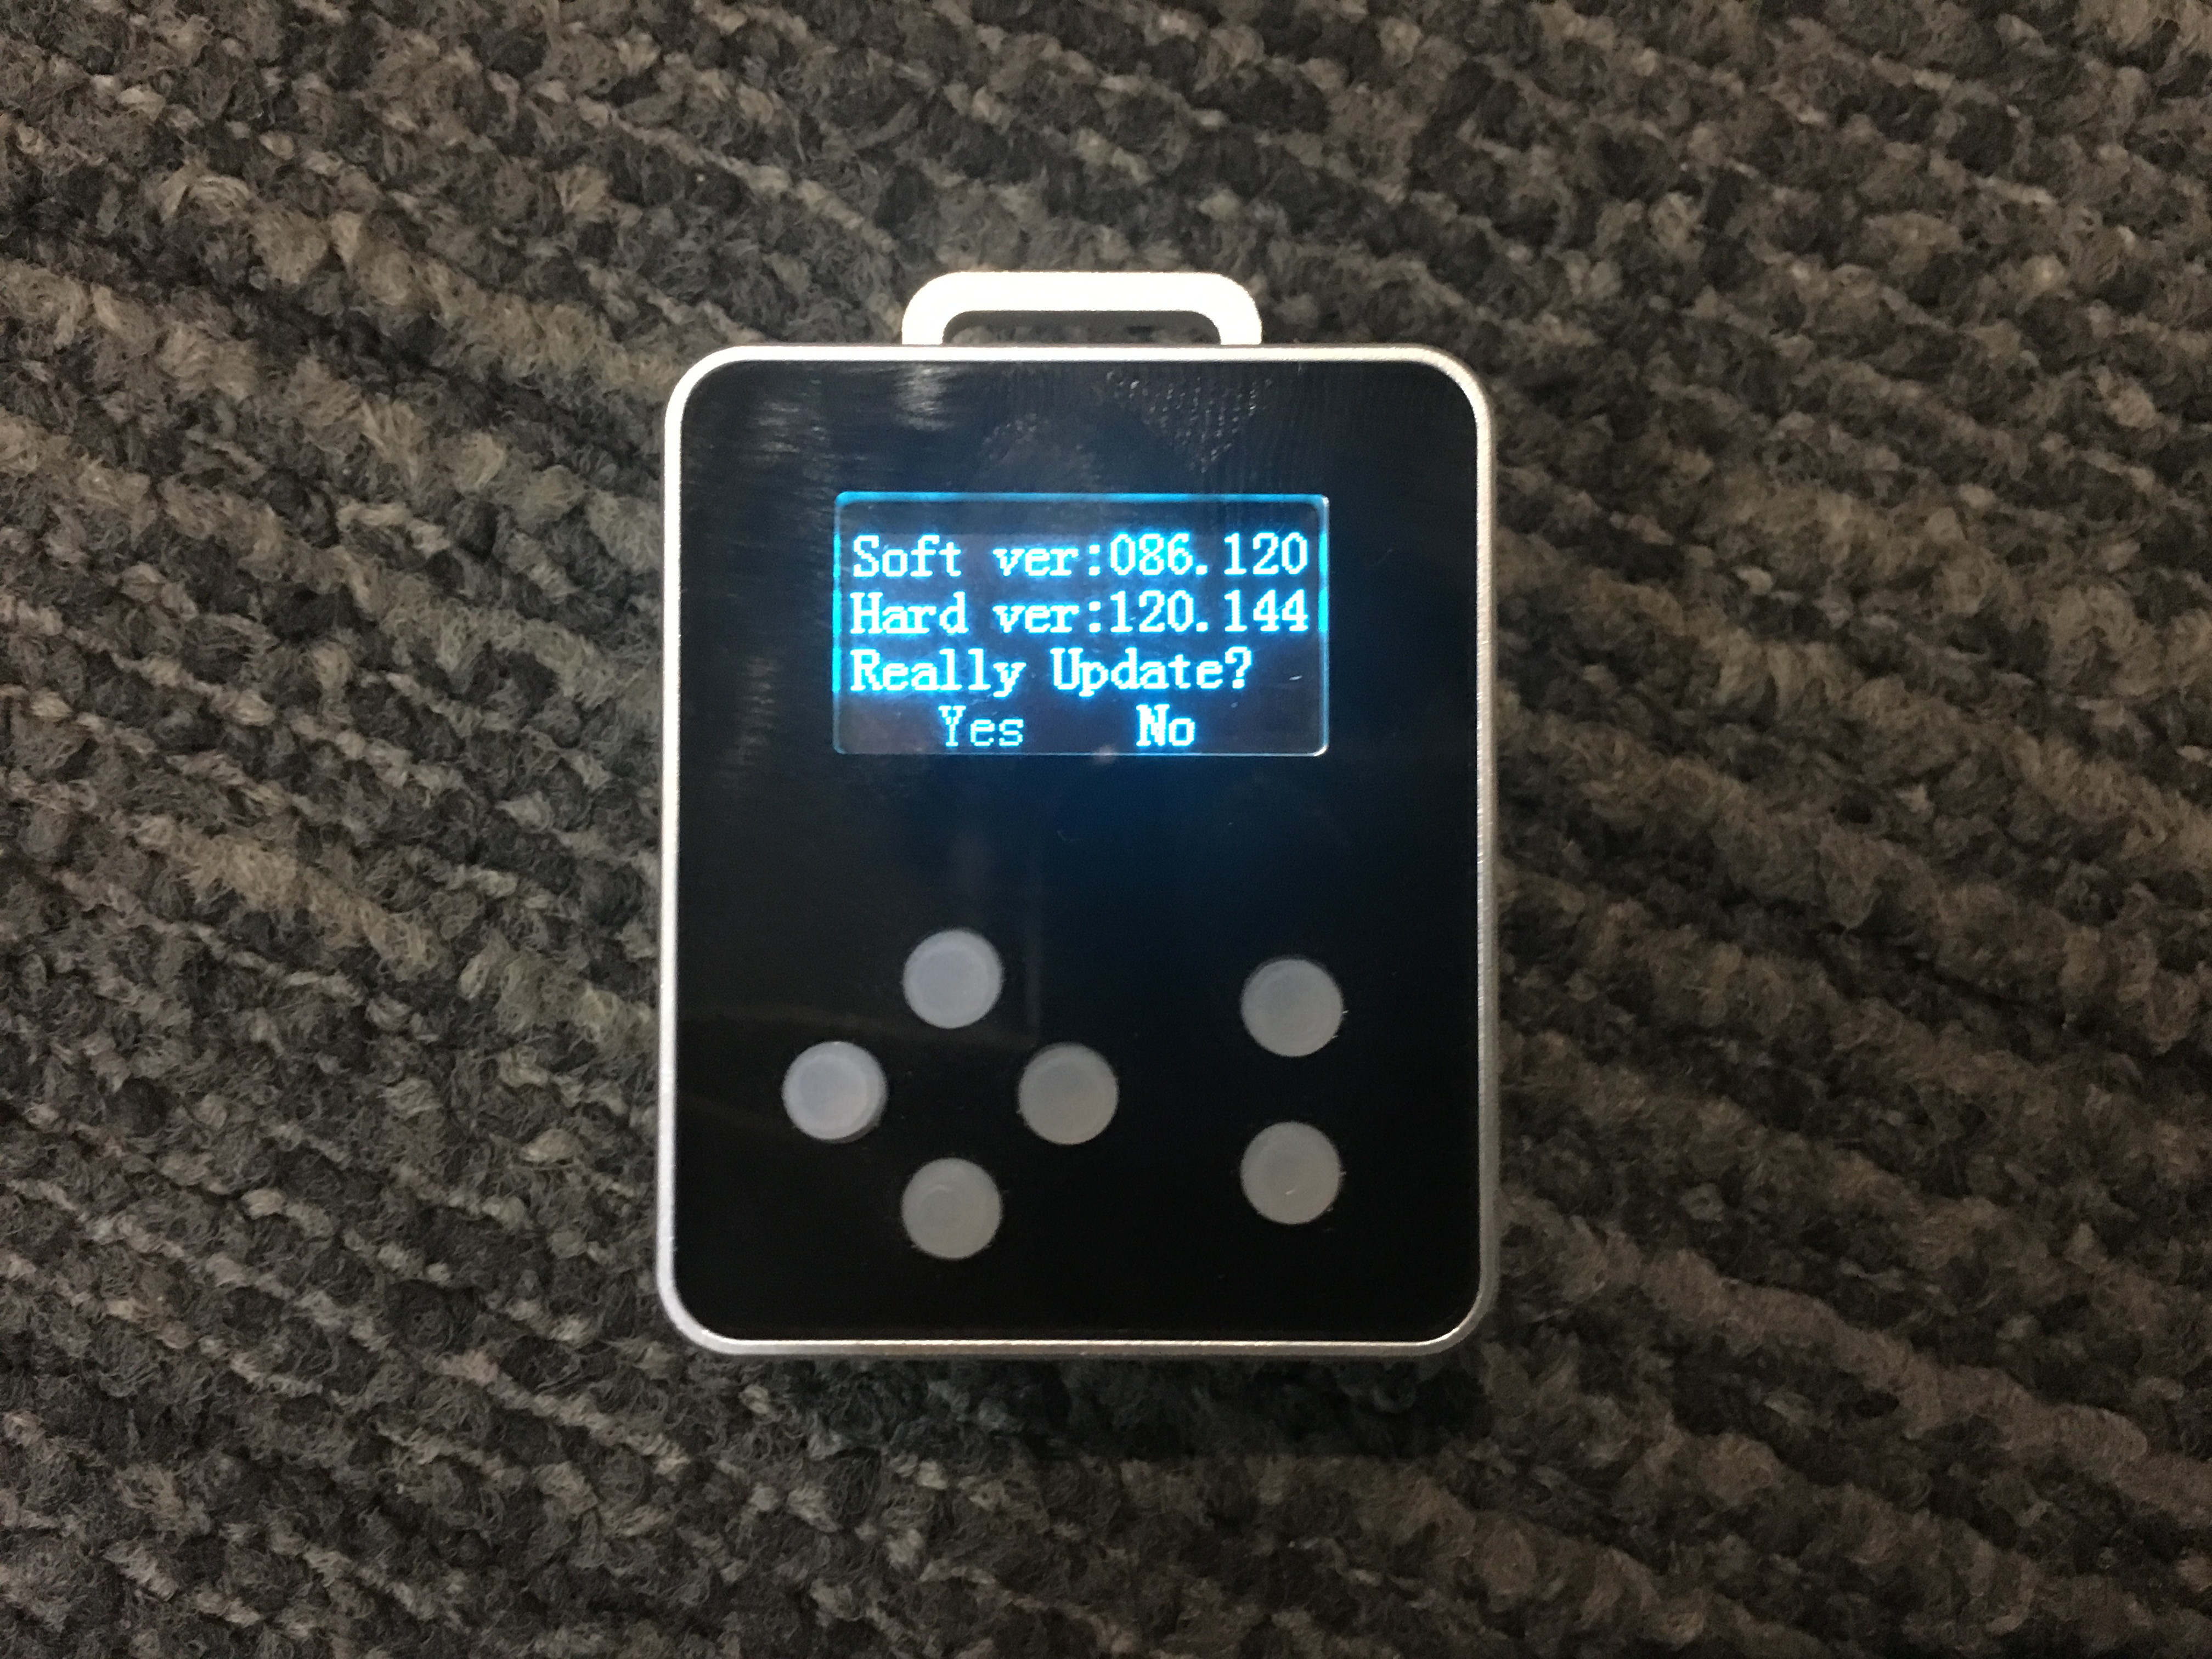 Soft ver:086.120
Hard ver:120.144
Really Update?
Yes No